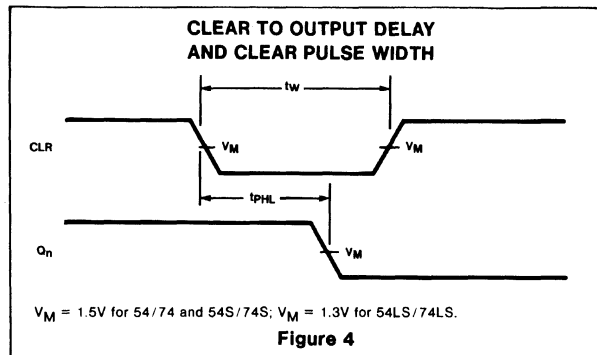 CLEAR TO OUTPUT DELAY
AND CLEAR PULSE WIDTH
tW
CLR
VM
VM
tPHL
Qn
VM
VM = 1.5V for 54/74 and 54S/74S; VM = 1.3V for 54LS/74LS.
Figure 4